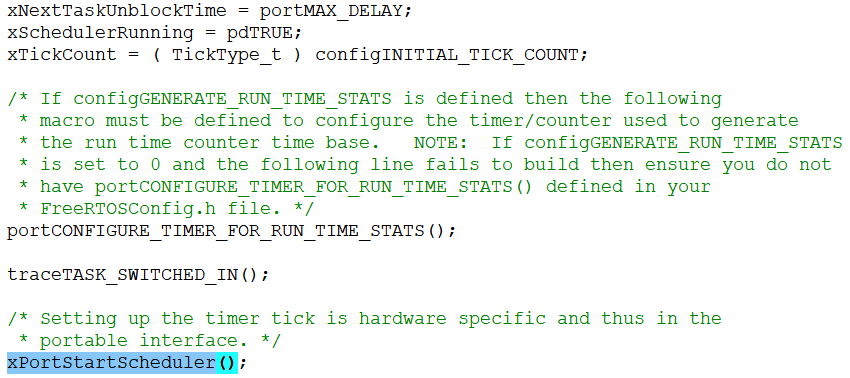 xNextTaskUnblockTime = portMAX_DELAY;
xSchedulerRunning = pdTRUE;
xTickCount = ( TickType_t ) configINITIAL_TICK_COUNT;
/* If configGENERATE_RUN_TIME_STATS is defined then the following
 * macro must be defined to configure the timer/counter used to generate
 * the run time counter time base.   NOTE:  If configGENERATE_RUN_TIME_STATS
 * is set to 0 and the following line fails to build then ensure you do not
 * have portCONFIGURE_TIMER_FOR_RUN_TIME_STATS() defined in your
 * FreeRTOSConfig.h file. */
portCONFIGURE_TIMER_FOR_RUN_TIME_STATS();
traceTASK_SWITCHED_IN();
/* Setting up the timer tick is hardware specific and thus in the
 * portable interface. */
xPortStartScheduler();